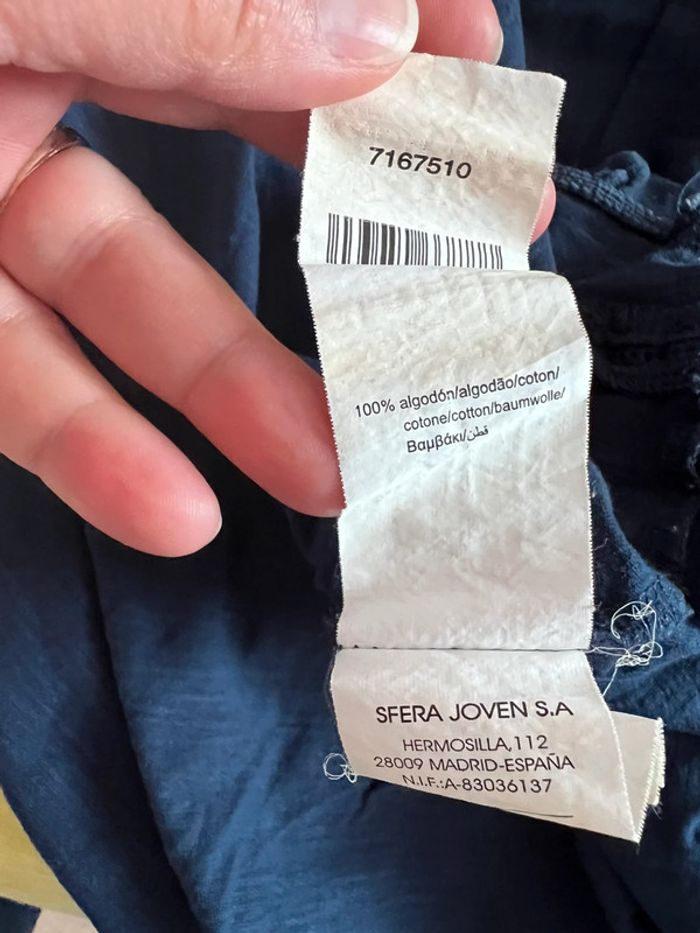 7167510
100% algodón/algodão/coton/
cotone/cotton/baumwolle/
Βαμβάκι/قطن
SFERA JOVEN S.A
HERMOSILLA,112
28009 MADRID-ESPAÑA
N.I.F.:A-83036137